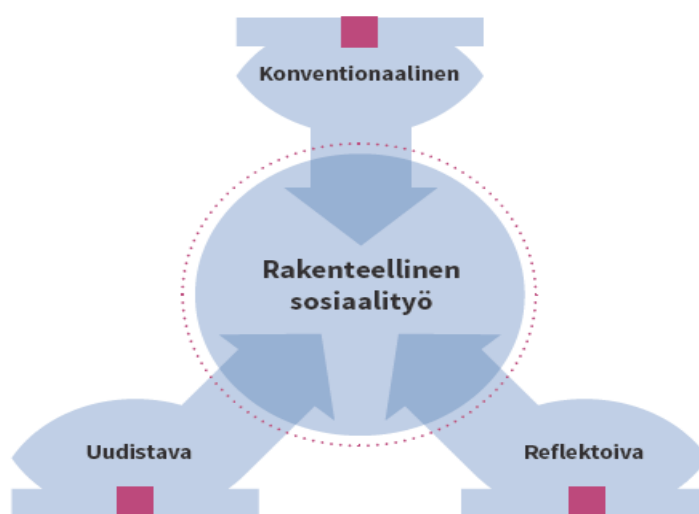 Konventionaalinen
Rakenteellinen
sosiaalityö
Uudistava
Reflektoiva